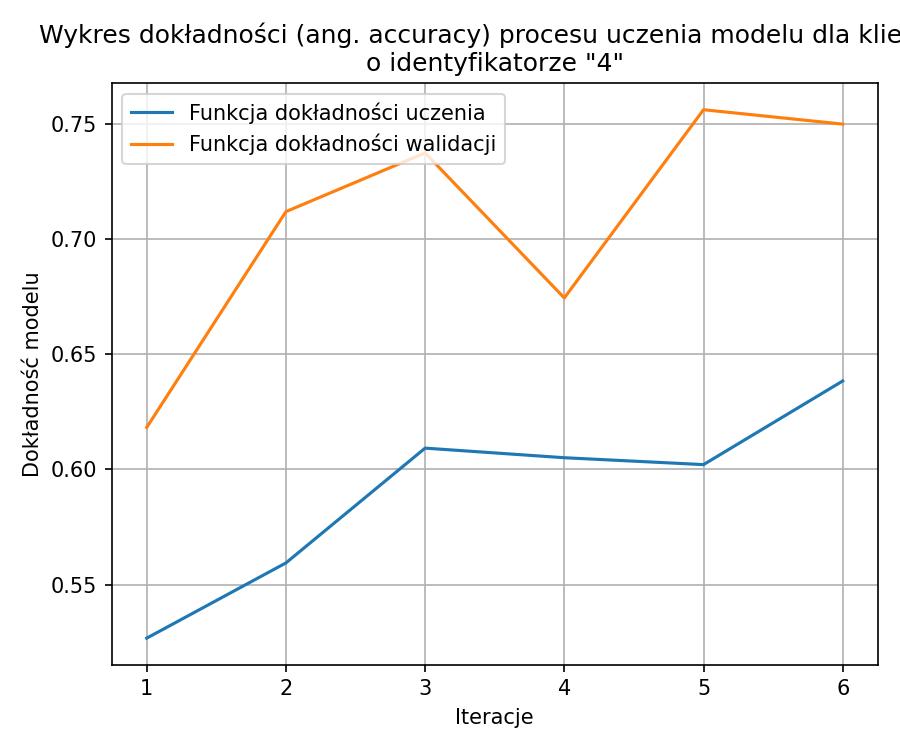 Wykres dokładności (ang. accuracy) procesu uczenia modelu dla klie
o identyfikatorze "4"
Funkcja dokładności uczenia
Funkcja dokładności walidacji
0.75
0.70
0.65
0.60
0.55
Dokładność modelu
1 2 3 4 5 6
Iteracje